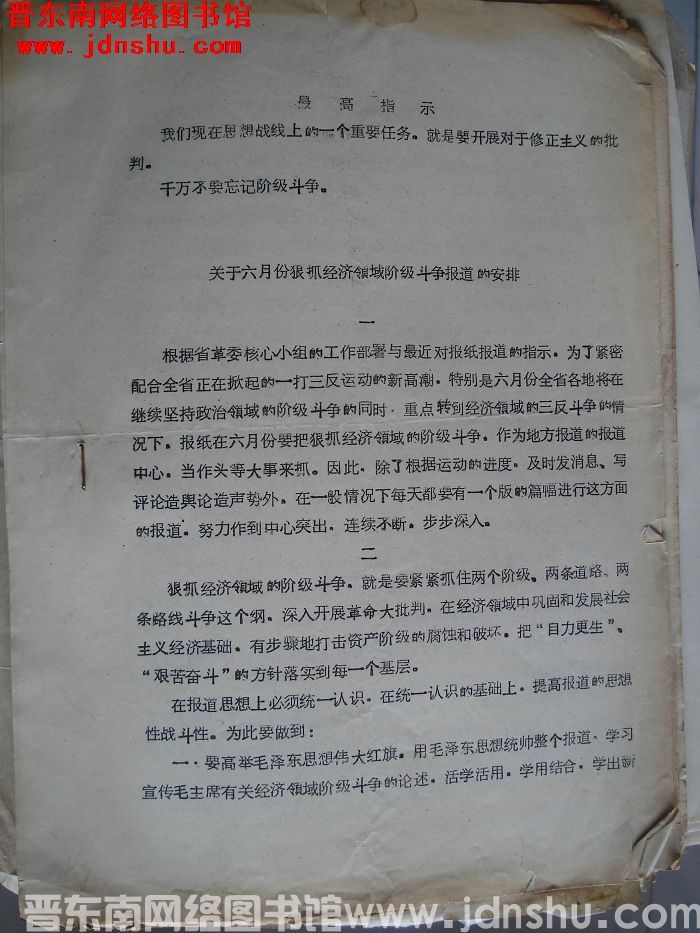 晋东南网络图书馆
www.jdnshu.com
最高指示
我们现在思想战线上的一个重要任务。就是要开展对于修正主义的批
判。
千万不要忘记阶级斗争。
关于六月份狠抓经济领域阶级斗争报道的安排
一
根据省革委核心小组的工作部署与最近对报纸报道的指示。为了紧密
配合全省正在掀起的一打三反运动的新高潮。特别是六月份全省各地将在
继续坚持政治领域的阶级斗争的同时，重点转到经济领域的三反斗争的情
况下。报纸在六月份要把狠抓经济领域的阶级斗争。作为地方报道的报道
中心。当作头等大事来抓。因此，除了根据运动的进度，及时发消息、写
评论造舆论造声势外。在一般情况下每天都要有一个版的篇幅进行这方面
的报道。努力作到中心突出，连续不断。步步深入。
二
狠抓经济领域的阶级斗争。就是要紧紧抓住两个阶级、两条道路、两
条路线斗争这个纲。深入开展革命大批判。在经济领域中巩固和发展社会
主义经济基础。有步骤地打击资产阶级的腐蚀和破坏。把“目力更生”、
“艰苦奋斗”的方针落实到每一个基层。
在报道思想上必须统一认识。在统一认识的基础上，提高报道的思想
性战斗性。为此要做到：
一、要高举毛泽东思想伟大红旗。用毛泽东思想统帅整个报道。学习
宣传毛主席有关经济领域阶级斗争的论述。活学活用。学用结合。学出新
晋东南网络图书馆 www.jdnshu.com